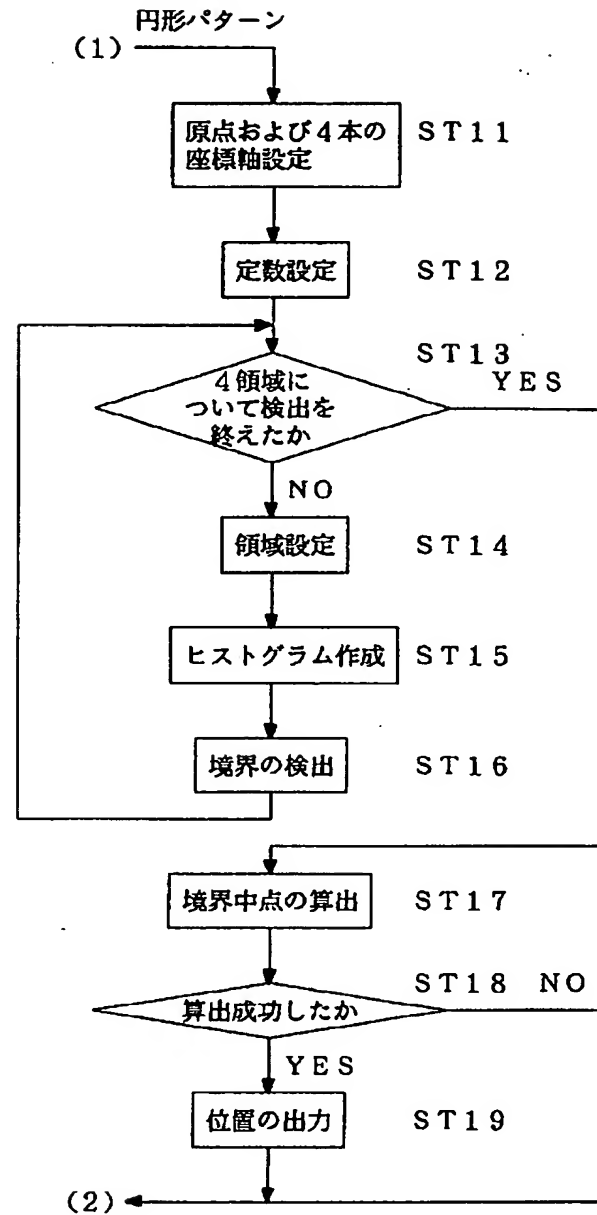 円形パターン
(1)
原点および4本の
座標軸設定
ST11
定数設定
ST12
ST13
4領域に
ついて検出を
終えたか
YES
NO
領域設定
ST14
ヒストグラム作成
ST15
境界の検出
ST16
境界中点の算出
ST17
ST18 NO
算出成功したか
YES
位置の出力
ST19
(2)